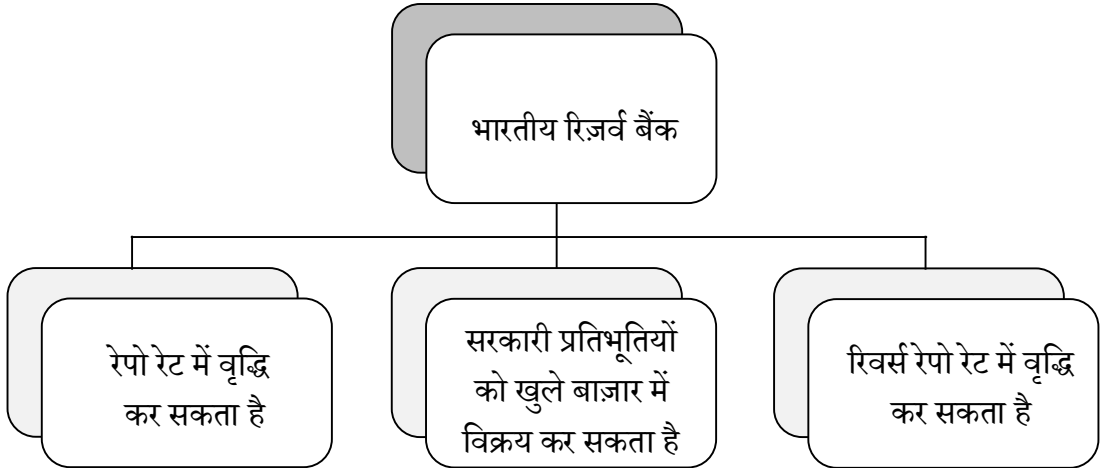 भारतीय रिज़र्व बैंक
रेपो रेट में वृद्धि
कर सकता है
सरकारी प्रतिभूतियों
को खुले बाज़ार में
विक्रय कर सकता है
रिवर्स रेपो रेट में वृद्धि
कर सकता है